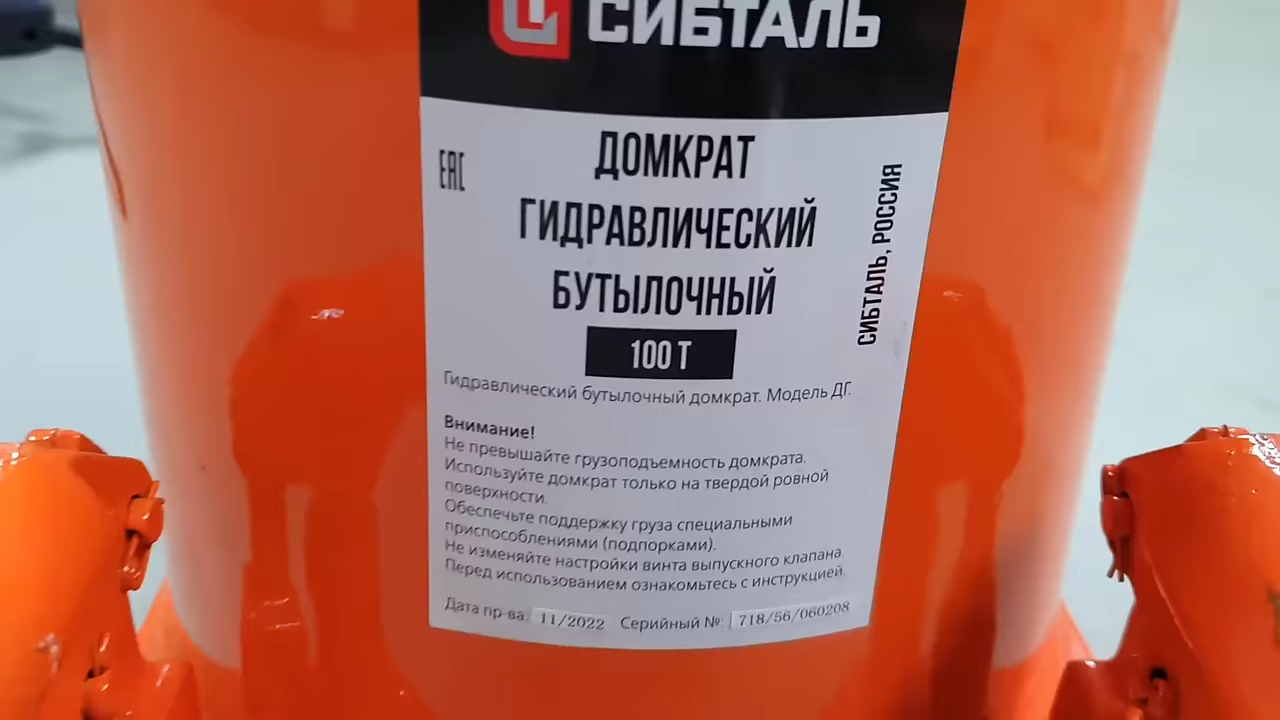 СИБТАЛЬ
ЕАС
ДОМКРАТ
ГИДРАВЛИЧЕСКИЙ
БУТЫЛОЧНЫЙ
100 Т
СИБТАЛЬ, РОССИЯ
Гидравлический бутылочный домкрат. Модель ДГ.
Внимание!
Не превышайте грузоподъемность домкрата.
Используйте домкрат только на твердой ровной
поверхности.
Обеспечьте поддержку груза специальными
приспособлениями (подпорками).
Не изменяйте настройки винта выпускного клапана.
Перед использованием ознакомьтесь с инструкцией.
Дата пр-ва: 11/2022 Серийный №: 718/56/060208